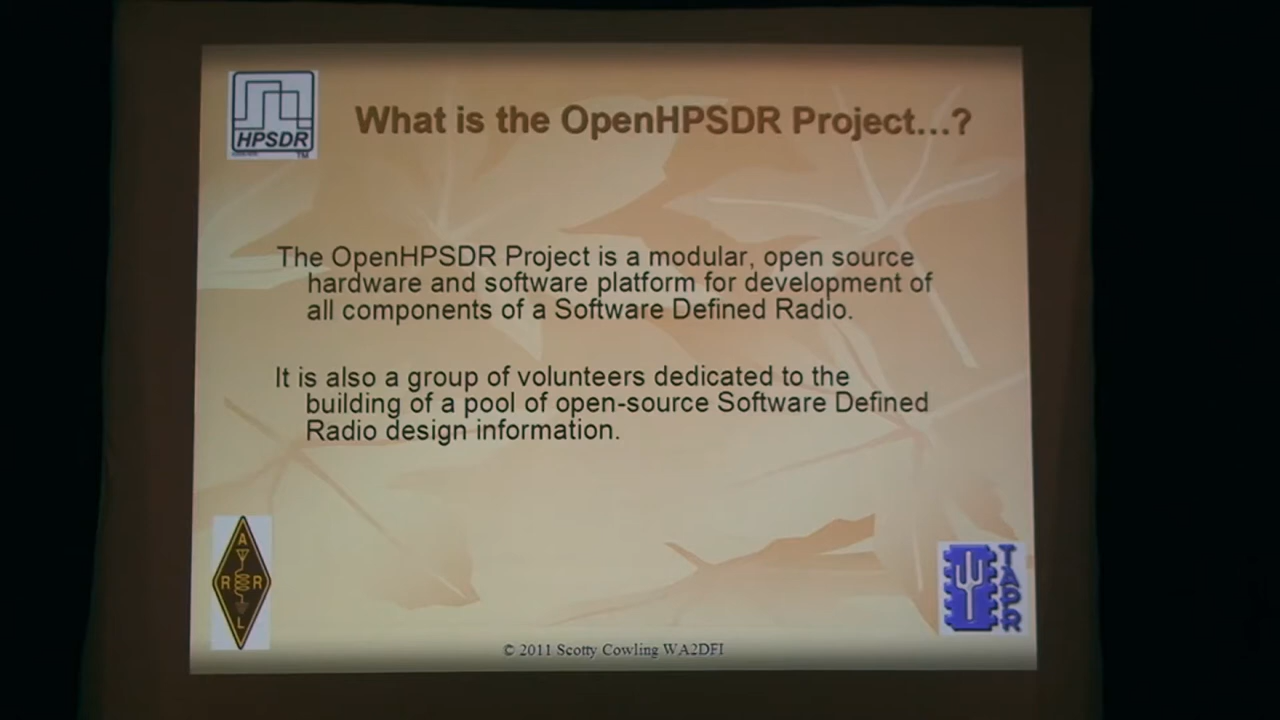 What is the OpenHPSDR Project...?
HPSDR
TM
The OpenHPSDR Project is a modular, open source
hardware and software platform for development of
all components of a Software Defined Radio.
It is also a group of volunteers dedicated to the
building of a pool of open-source Software Defined
Radio design information.
A
R R
L
TAPR
© 2011 Scotty Cowling WA2DFI